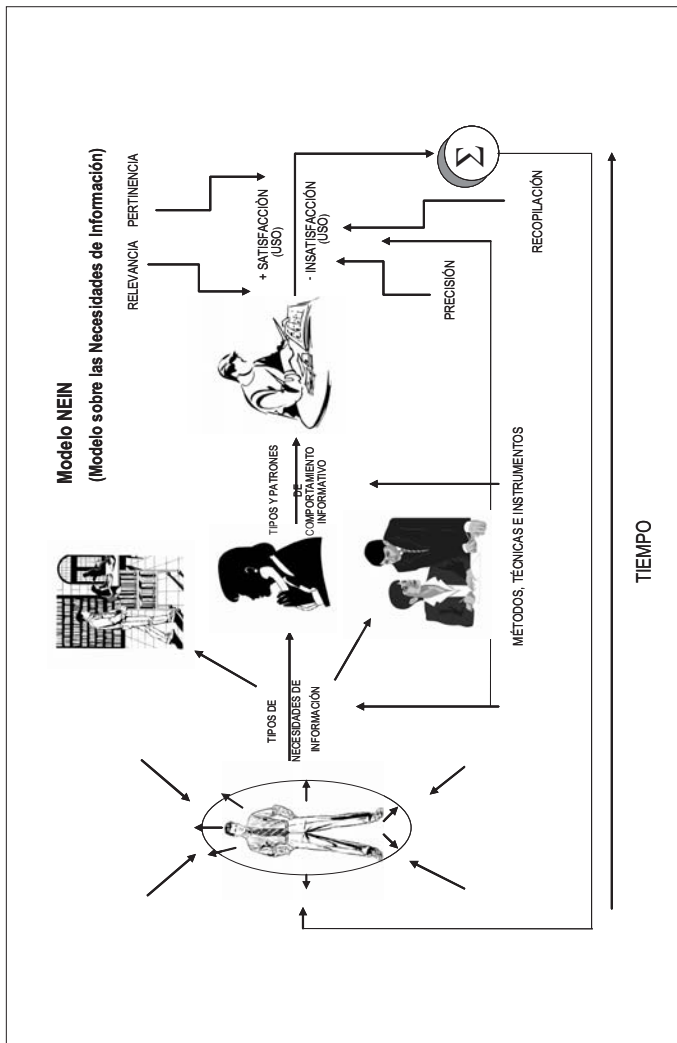 Modelo NEIN
(Modelo sobre las Necesidades de Información)
RELEVANCIA
PERTINENCIA
+ SATISFACCIÓN
(USO)
- INSATISFACCIÓN
(USO)
Σ
TIPOS DE
NECESIDADES DE
INFORMACIÓN
TIPOS Y PATRONES
DE
COMPORTAMIENTO
INFORMATIVO
PRECISIÓN
RECOPILACIÓN
MÉTODOS, TÉCNICAS E INSTRUMENTOS
TIEMPO